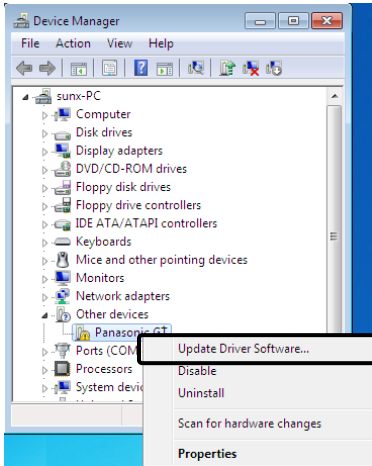 Device Manager
File Action View Help
sunx-PC
Computer
Disk drives
Display adapters
DVD/CD-ROM drives
Floppy disk drives
Floppy drive controllers
IDE ATA/ATAPI controllers
Keyboards
Mice and other pointing devices
Monitors
Network adapters
Other devices
Panasonic GT
Ports (COM
Processors
System devic
Update Driver Software...
Disable
Uninstall
Scan for hardware changes
Properties